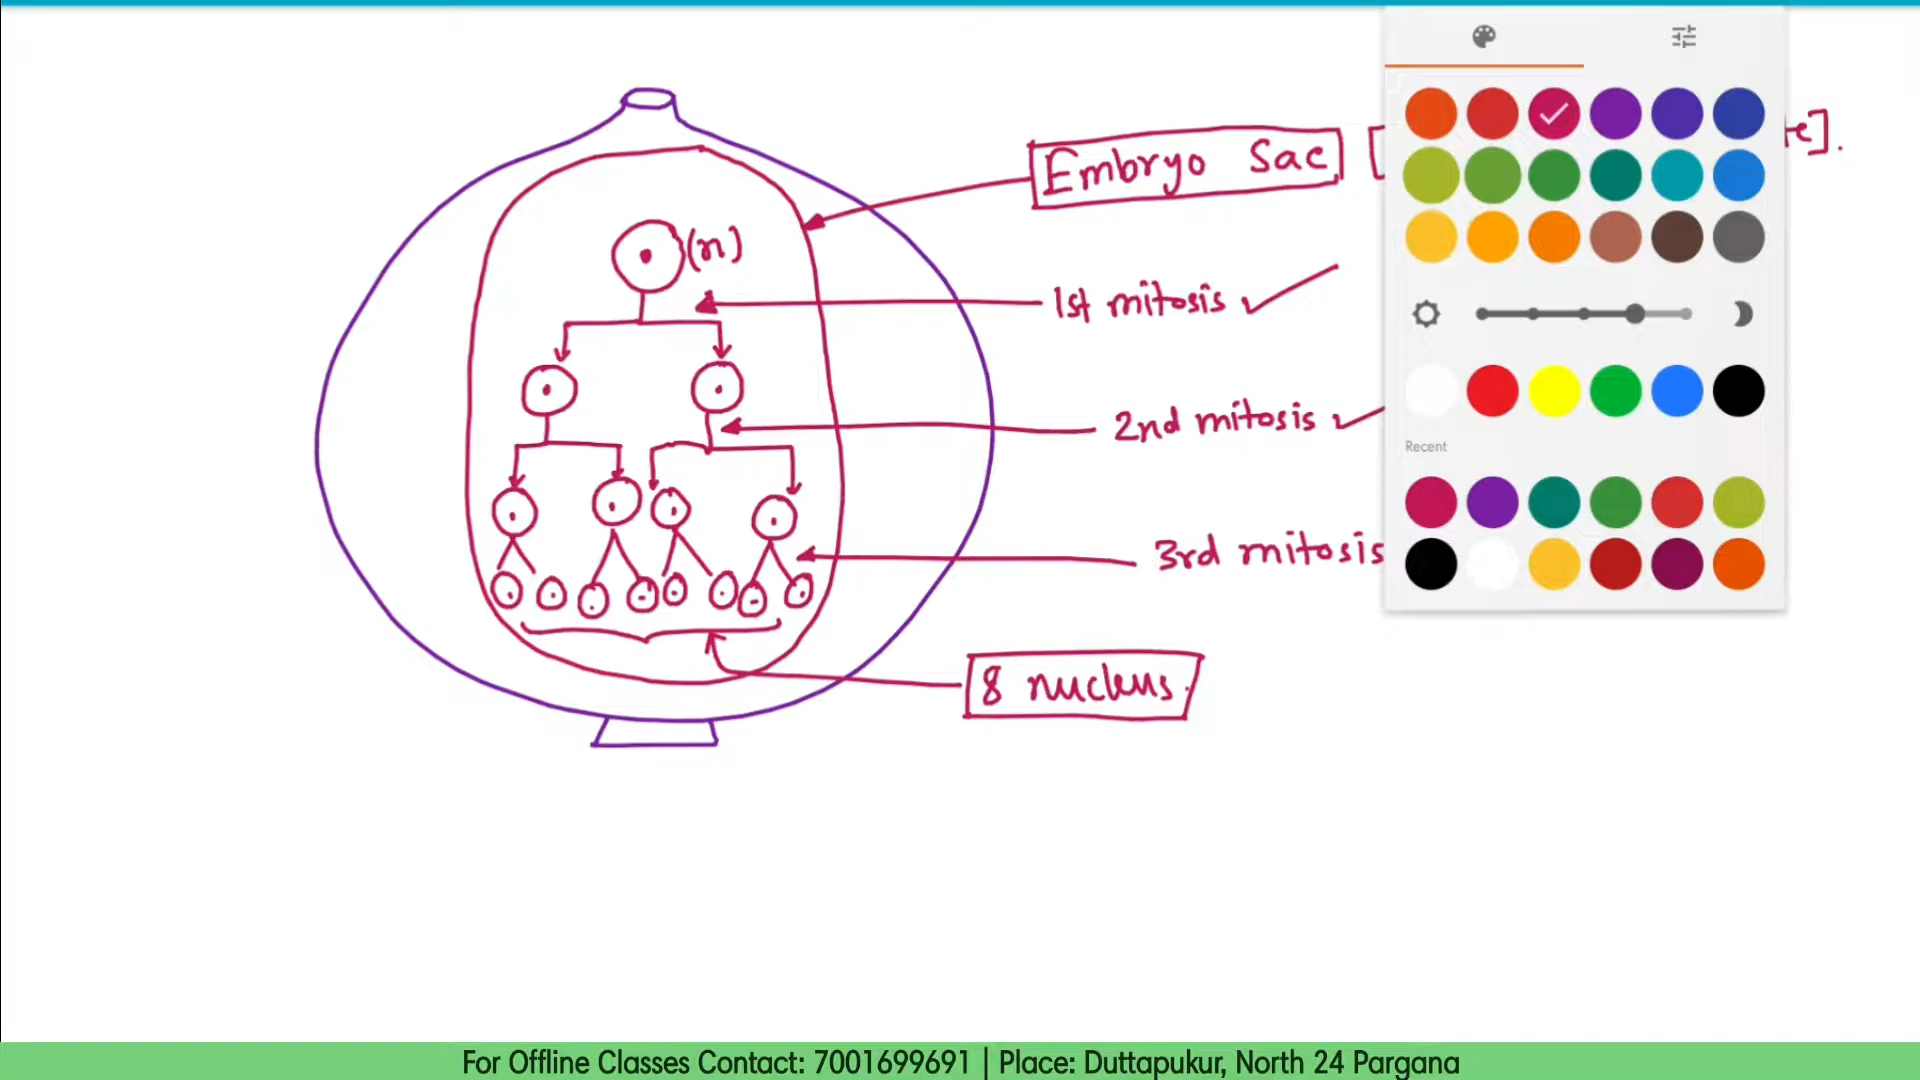 Embryo Sac [
te].
(n)
1st mitosis
2nd mitosis
Recent
3rd mitosis
8 nucleus.
For Offline Classes Contact: 7001699691 | Place: Duttapukur, North 24 Pargana